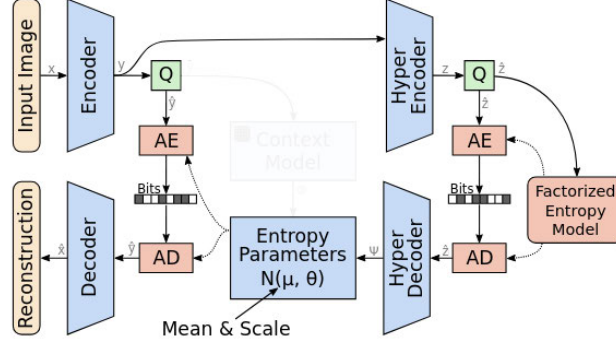 Input Image
x
Encoder
y
Q
ŷ
AE
Bits
AD
ŷ
Decoder
x̂
Reconstruction
Context
Model
Entropy
Parameters
N(μ, θ)
Mean & Scale
Hyper
Encoder
z
Q
ẑ
ẑ
AE
Bits
AD
ẑ
Hyper
Decoder
Ψ
Factorized
Entropy
Model